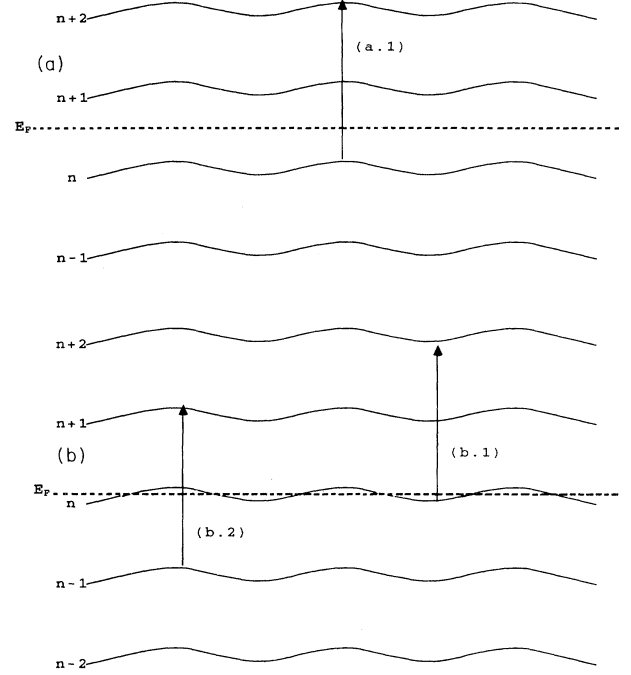 n+2
(a.1)
(a)
n+1
E_F
n
n-1
n+2
n+1
(b)
(b.1)
E_F
n
(b.2)
n-1
n-2